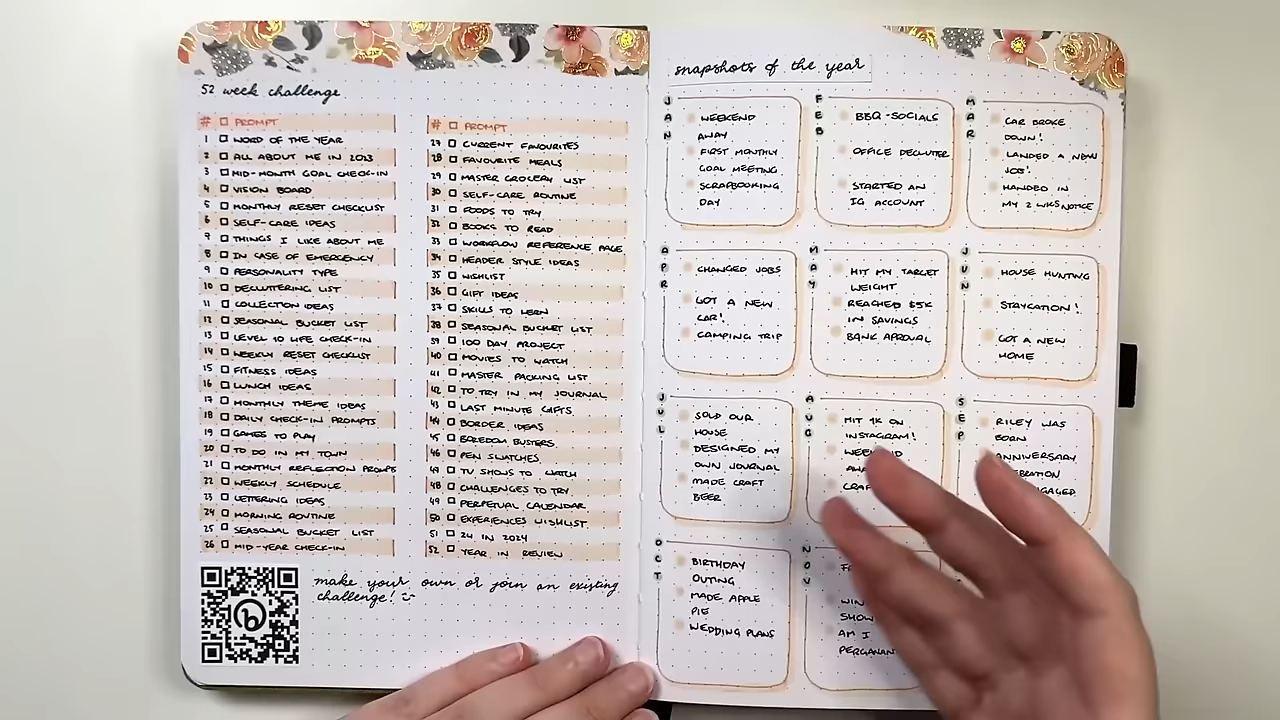 52 week challenge
# PROMPT
1 WORD OF THE YEAR
2 ALL ABOUT ME IN 2023
3 MID-MONTH GOAL CHECK-IN
4 VISION BOARD
5 MONTHLY RESET CHECKLIST
6 SELF-CARE IDEAS
7 THINGS I LIKE ABOUT ME
8 IN CASE OF EMERGENCY
9 PERSONALITY TYPE
10 DECLUTTERING LIST
11 COLLECTION IDEAS
12 SEASONAL BUCKET LIST
13 LEVEL 10 LIFE CHECK-IN
14 WEEKLY RESET CHECKLIST
15 FITNESS IDEAS
16 LUNCH IDEAS
17 MONTHLY THEME IDEAS
18 DAILY CHECK-IN PROMPTS
19 GAMES TO PLAY
20 TO DO IN MY TOWN
21 MONTHLY REFLECTION PROMPTS
22 WEEKLY SCHEDULE
23 LETTERING IDEAS
24 MORNING ROUTINE
25 SEASONAL BUCKET LIST
26 MID-YEAR CHECK-IN
# PROMPT
27 CURRENT FAVOURITES
28 FAVOURITE MEALS
29 MASTER GROCERY LIST
30 SELF-CARE ROUTINE
31 FOODS TO TRY
32 BOOKS TO READ
33 WORKFLOW REFERENCE PAGE
34 HEADER STYLE IDEAS
35 WISHLIST
36 GIFT IDEAS
37 SKILLS TO LERN
38 SEASONAL BUCKET LIST
39 100 DAY PROJECT
40 MOVIES TO WATCH
41 MASTER PACKING LIST
42 TO TRY IN MY JOURNAL
43 LAST MINUTE GIFTS
44 BORDER IDEAS
45 BOREDOM BUSTERS
46 PEN SWATCHES
47 TV SHOWS TO WATCH
48 CHALLENGES TO TRY
49 PERPETUAL CALENDAR
50 EXPERIENCES WISHLIST
51 24 IN 2024
52 YEAR IN REVIEW
make your own or join an existing
challenge!
snapshots of the year
JAN
WEEKEND
AWAY
FIRST MONTHLY
GOAL MEETING
SCRAPBOOKING
DAY
FEB
BBQ-SOCIALS
OFFICE DECLUTTER
STARTED AN
IG ACCOUNT
MAR
CAR BROKE
DOWN!
LANDED A NEW
JOB!
HANDED IN
MY 2 WKS NOTICE
APR
CHANGED JOBS
GOT A NEW
CAR!
CAMPING TRIP
MAY
HIT MY TARGET
WEIGHT
REACHED $5K
IN SAVINGS
BANK APROVAL
JUN
HOUSE HUNTING
STAYCATION!
GOT A NEW
HOME
JUL
SOLD OUR
HOUSE
DESIGNED MY
OWN JOURNAL
MADE CRAFT
BEER
AUG
HIT 1K ON
INSTAGRAM!
SEP
RILEY WAS
BORN
ANNIVERSARY
OCT
BIRTHDAY
OUTING
MADE APPLE
PIE
WEDDING PLANS
NOV
AM I